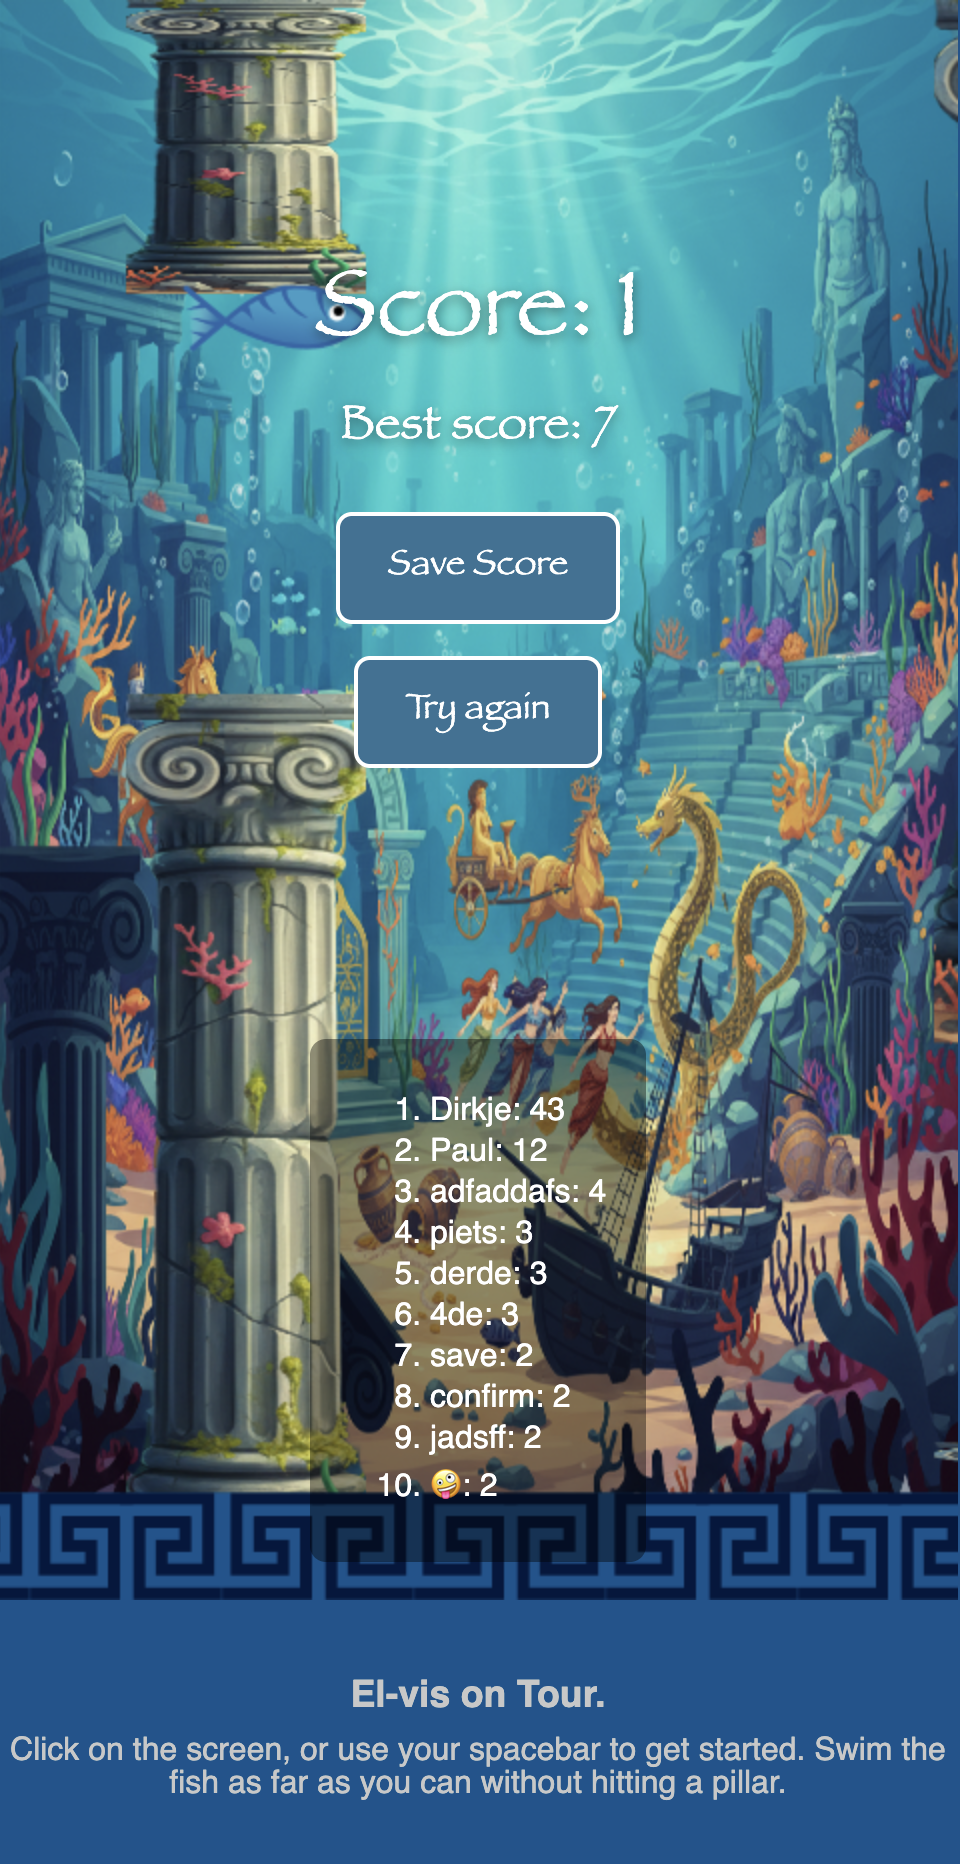 Score: 1
Best score: 7
Save Score
Try again
1. Dirkje: 43
2. Paul: 12
3. adfaddafs: 4
4. piets: 3
5. derde: 3
6. 4de: 3
7. save: 2
8. confirm: 2
9. jadsff: 2
10. 🤪: 2
El-vis on Tour.
Click on the screen, or use your spacebar to get started. Swim the
fish as far as you can without hitting a pillar.